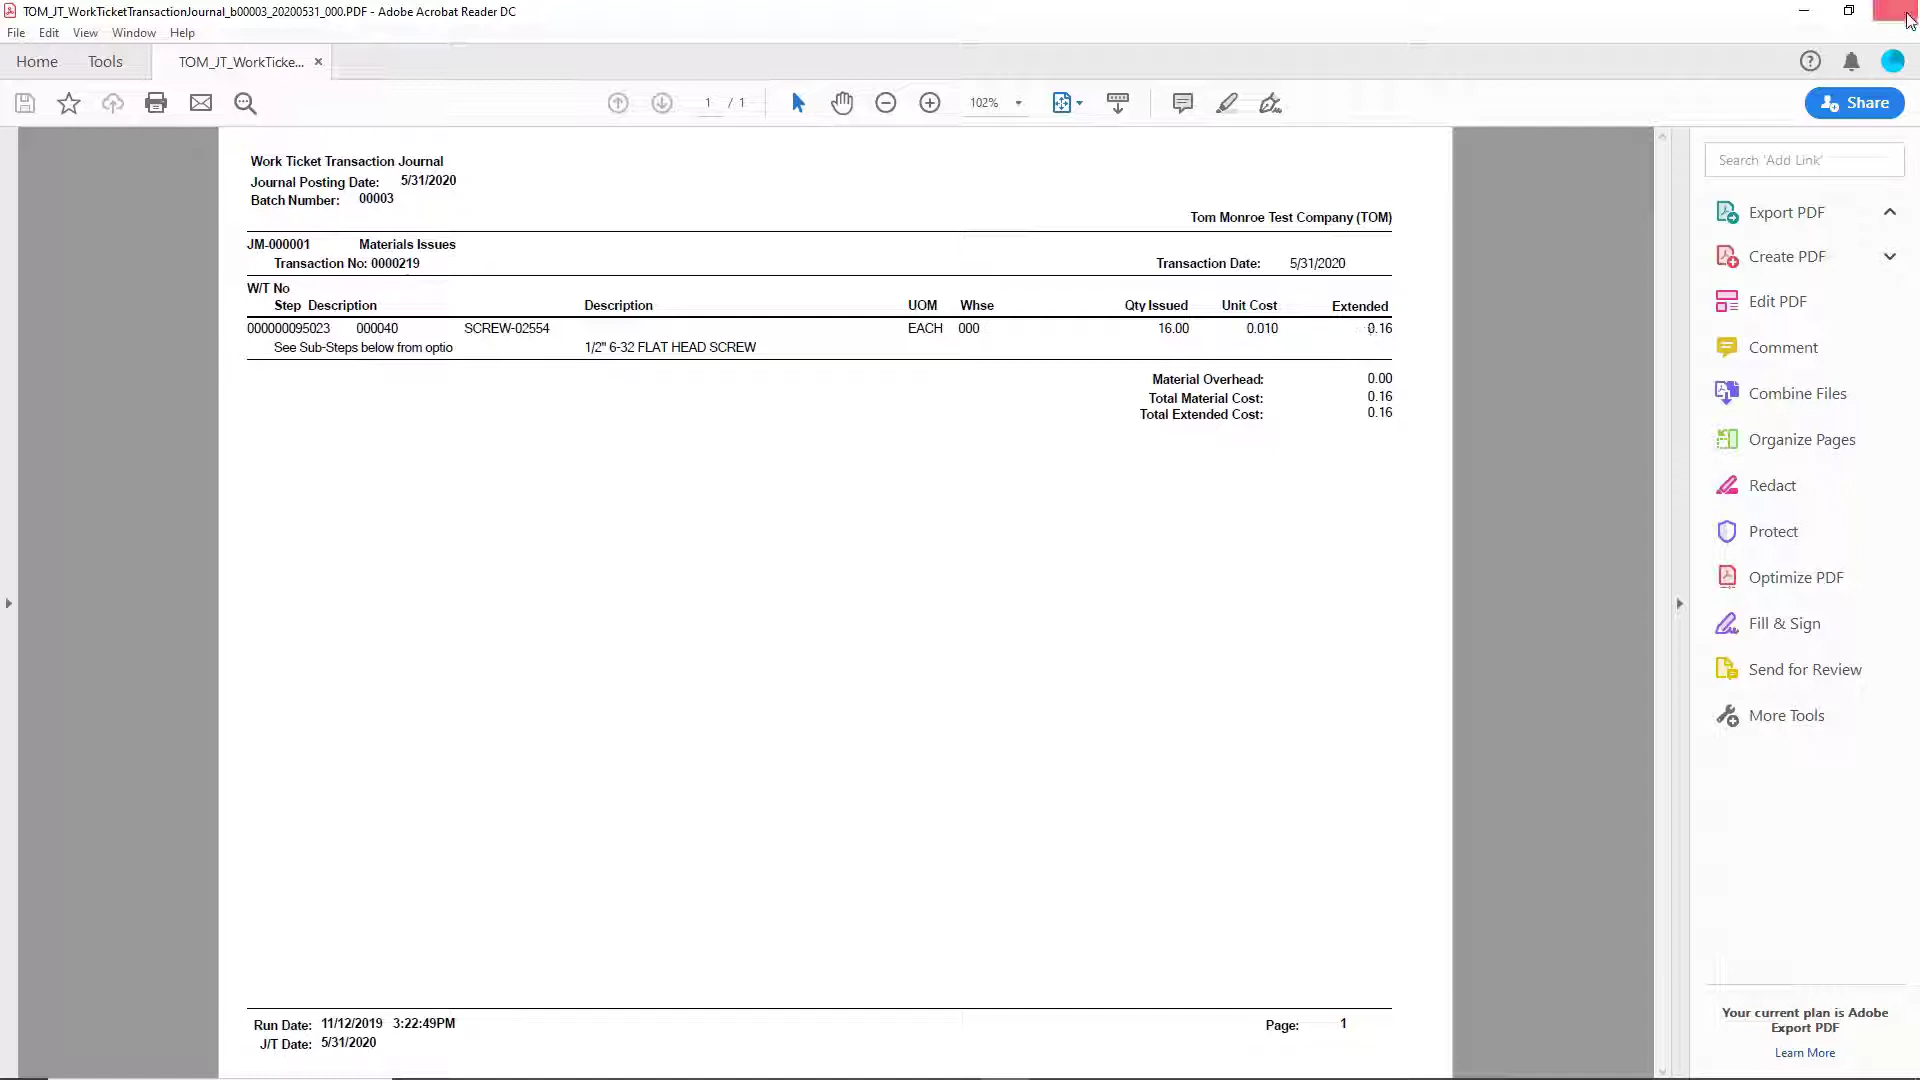 TOM_JT_WorkTicketTransactionJournal_b00003_20200531_000.PDF - Adobe Acrobat Reader DC
File Edit View Window Help
Home Tools TOM_JT_WorkTicke... ×
1 / 1 102% Share
Work Ticket Transaction Journal
Journal Posting Date: 5/31/2020
Batch Number: 00003
Tom Monroe Test Company (TOM)
JM-000001 Materials Issues
Transaction No: 0000219 Transaction Date: 5/31/2020
W/T No
Step Description Description UOM Whse Qty Issued Unit Cost Extended
000000095023 000040 SCREW-02554 EACH 000 16.00 0.010 0.16
See Sub-Steps below from optio 1/2" 6-32 FLAT HEAD SCREW
Material Overhead: 0.00
Total Material Cost: 0.16
Total Extended Cost: 0.16
Run Date: 11/12/2019 3:22:49PM Page: 1
J/T Date: 5/31/2020
Search 'Add Link'
Export PDF
Create PDF
Edit PDF
Comment
Combine Files
Organize Pages
Redact
Protect
Optimize PDF
Fill & Sign
Send for Review
More Tools
Your current plan is Adobe
Export PDF
Learn More